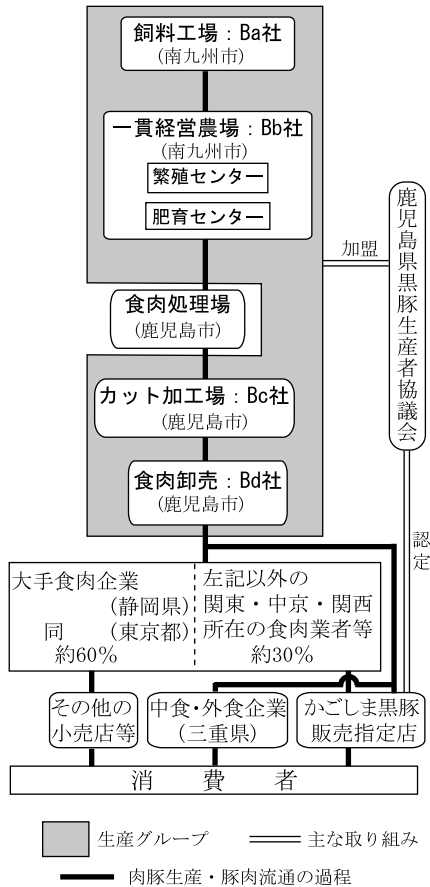 飼料工場：Ba社
(南九州市)
一貫経営農場：Bb社
(南九州市)
繁殖センター
肥育センター
鹿児島県黒豚生産者協議会
加盟
食肉処理場
(鹿児島市)
カット加工場：Bc社
(鹿児島市)
食肉卸売：Bd社
(鹿児島市)
認定
大手食肉企業
(静岡県)
同　(東京都)
約60%
左記以外の
関東・中京・関西
所在の食肉業者等
約30%
その他の
小売店等
中食・外食企業
(三重県)
かごしま黒豚
販売指定店
消　費　者
生産グループ
主な取り組み
肉豚生産・豚肉流通の過程